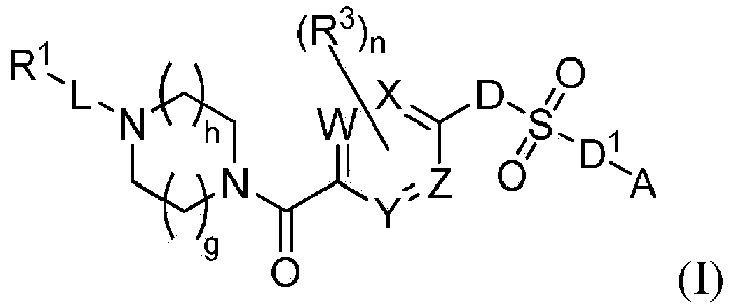 (R³)ₙ
R¹
L
N
( )h
W
X
D
O
S
O
D¹
A
( )g
N
Y
Z
O
(I)